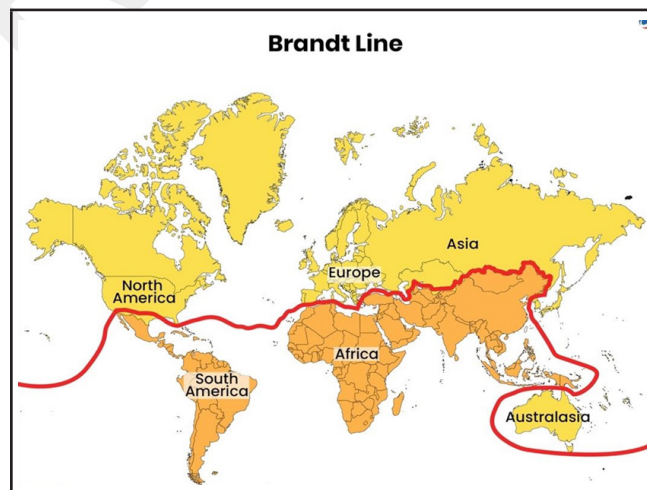 Brandt Line
Asia
Europe
North
America
Africa
South
America
Australasia